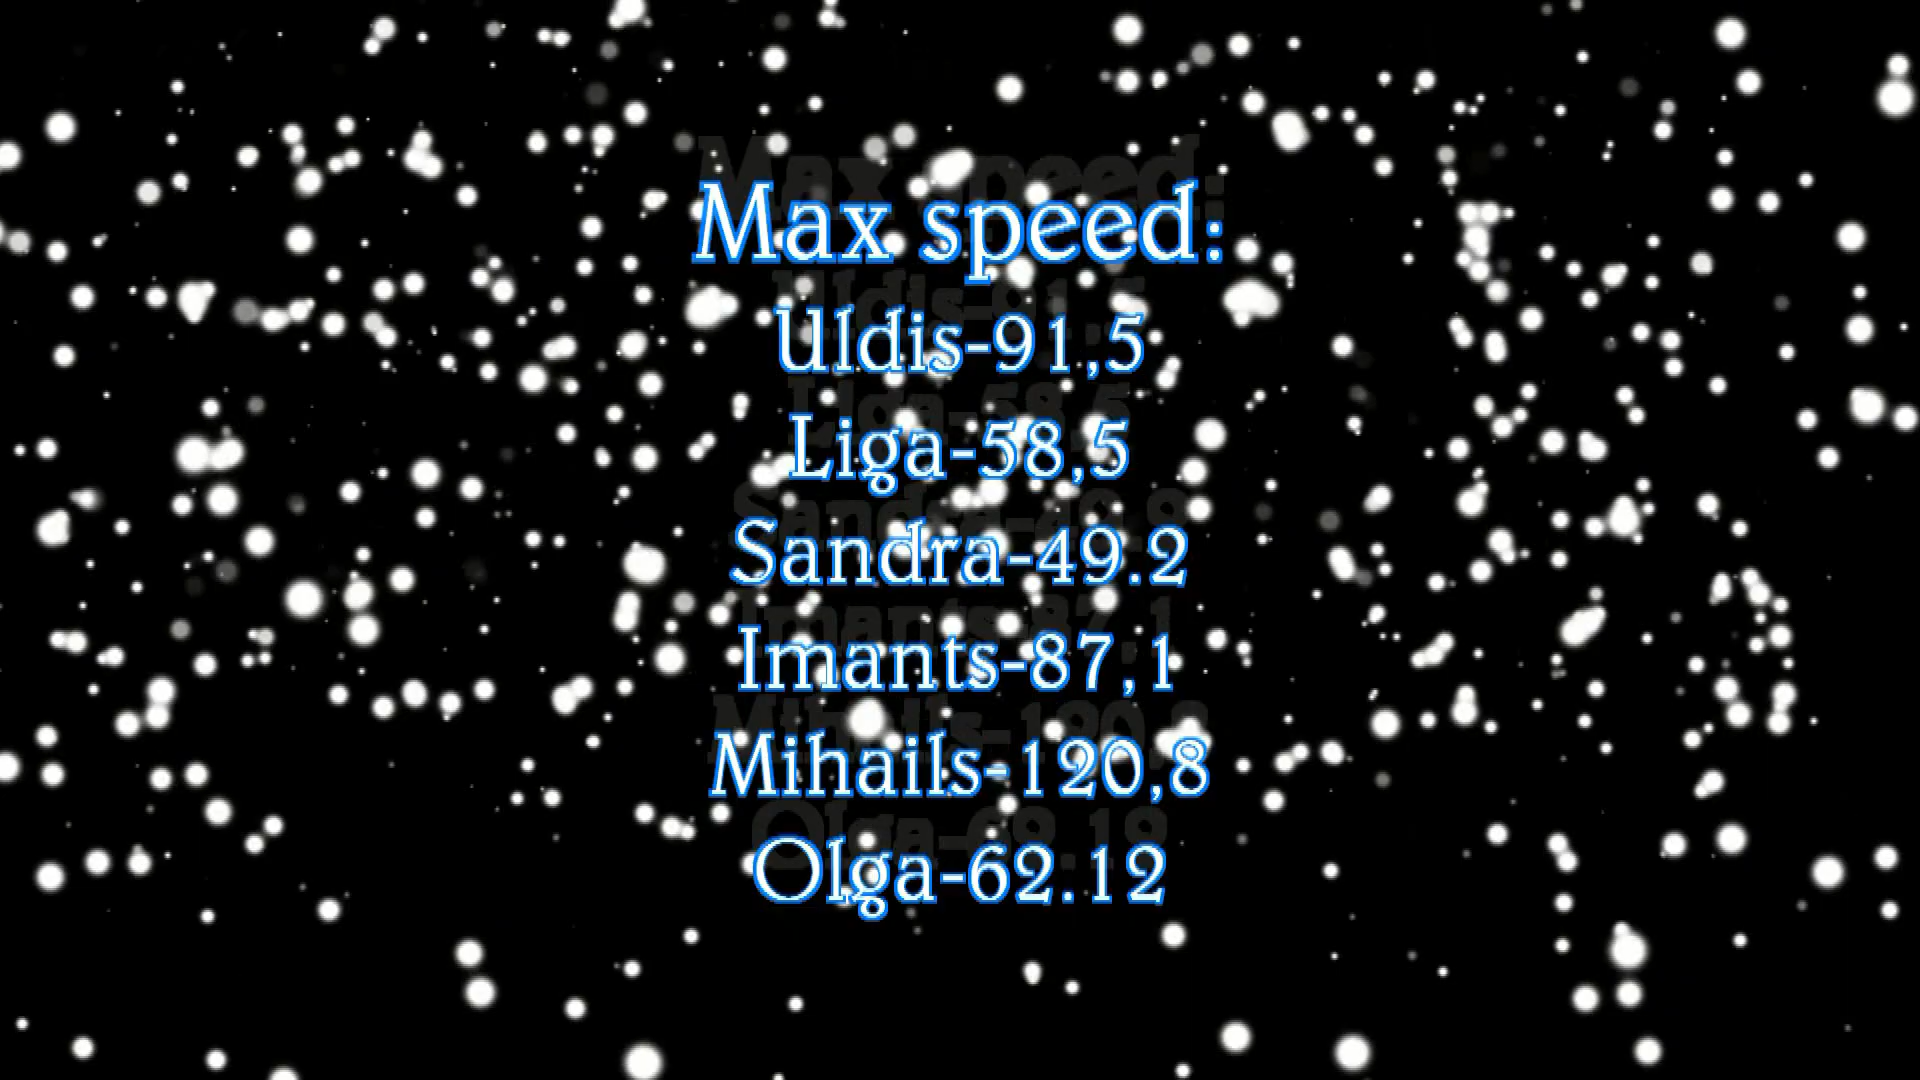 Max speed:
Uldis-91,5
Liga-58,5
Sandra-49.2
Imants-87,1
Mihails-120,8
Olga-62.12